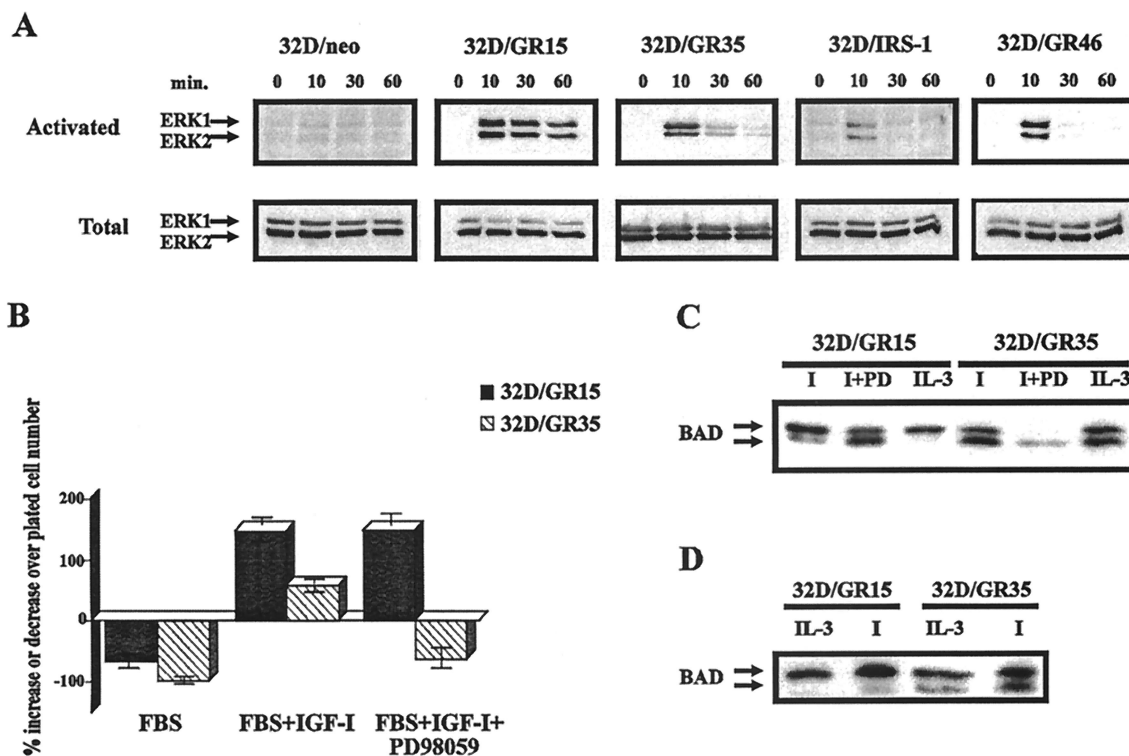 A
32D/neo 32D/GR15 32D/GR35 32D/IRS-1 32D/GR46
min. 0 10 30 60 0 10 30 60 0 10 30 60 0 10 30 60 0 10 30 60
Activated ERK1
ERK2
Total ERK1
ERK2
B
% increase or decrease over plated cell number
32D/GR15
32D/GR35
200
100
0
-100
FBS FBS+IGF-I FBS+IGF-I+
PD98059
C
32D/GR15 32D/GR35
I I+PD IL-3 I I+PD IL-3
BAD
D
32D/GR15 32D/GR35
IL-3 I IL-3 I
BAD